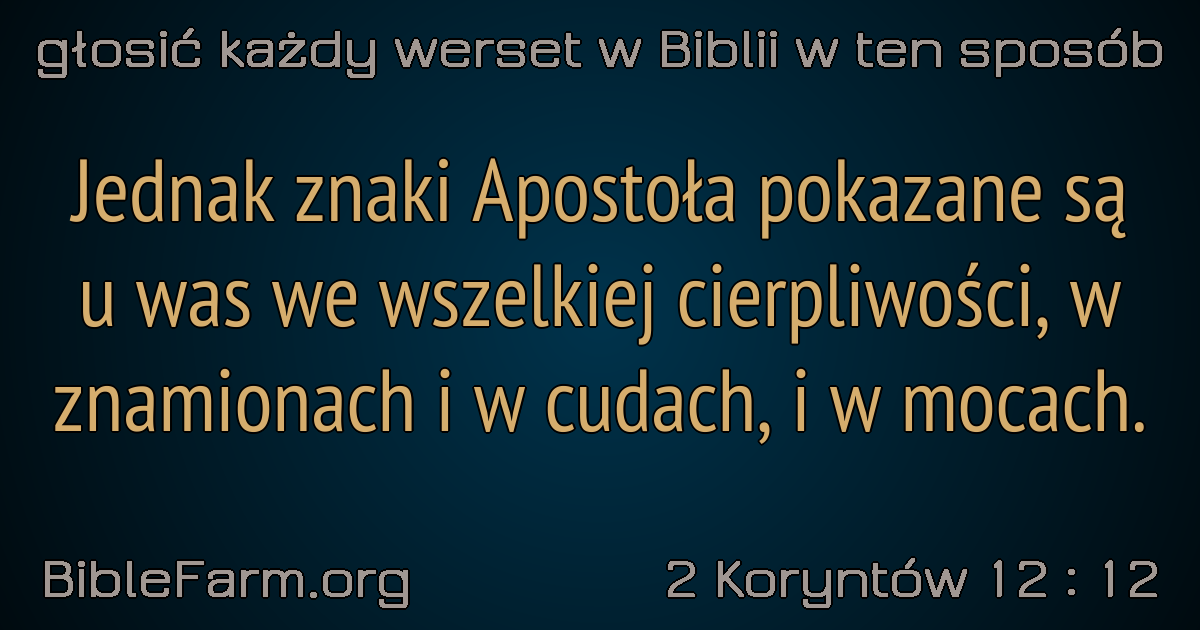 głosić każdy werset w Biblii w ten sposób
Jednak znaki Apostoła pokazane są
u was we wszelkiej cierpliwości, w
znamionach i w cudach, i w mocach.
BibleFarm.org
2 Koryntów 12 : 12